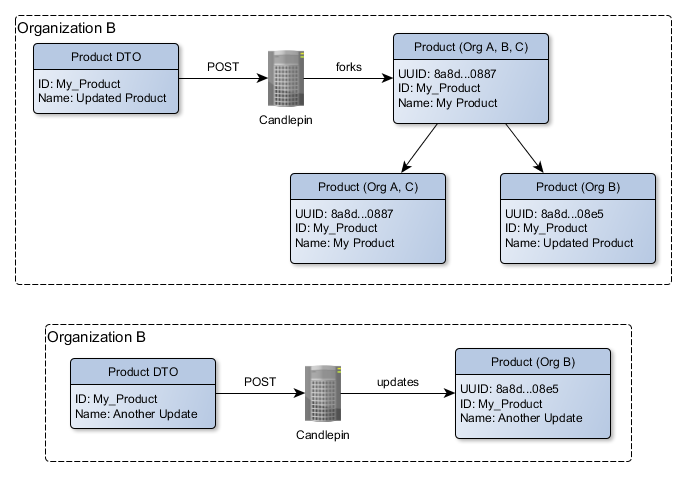 Organization B
Product DTO
ID: My_Product
Name: Updated Product
POST
Candlepin
forks
Product (Org A, B, C)
UUID: 8a8d...0887
ID: My_Product
Name: My Product
Product (Org A, C)
UUID: 8a8d...0887
ID: My_Product
Name: My Product
Product (Org B)
UUID: 8a8d...08e5
ID: My_Product
Name: Updated Product
Organization B
Product DTO
ID: My_Product
Name: Another Update
POST
Candlepin
updates
Product (Org B)
UUID: 8a8d...08e5
ID: My_Product
Name: Another Update